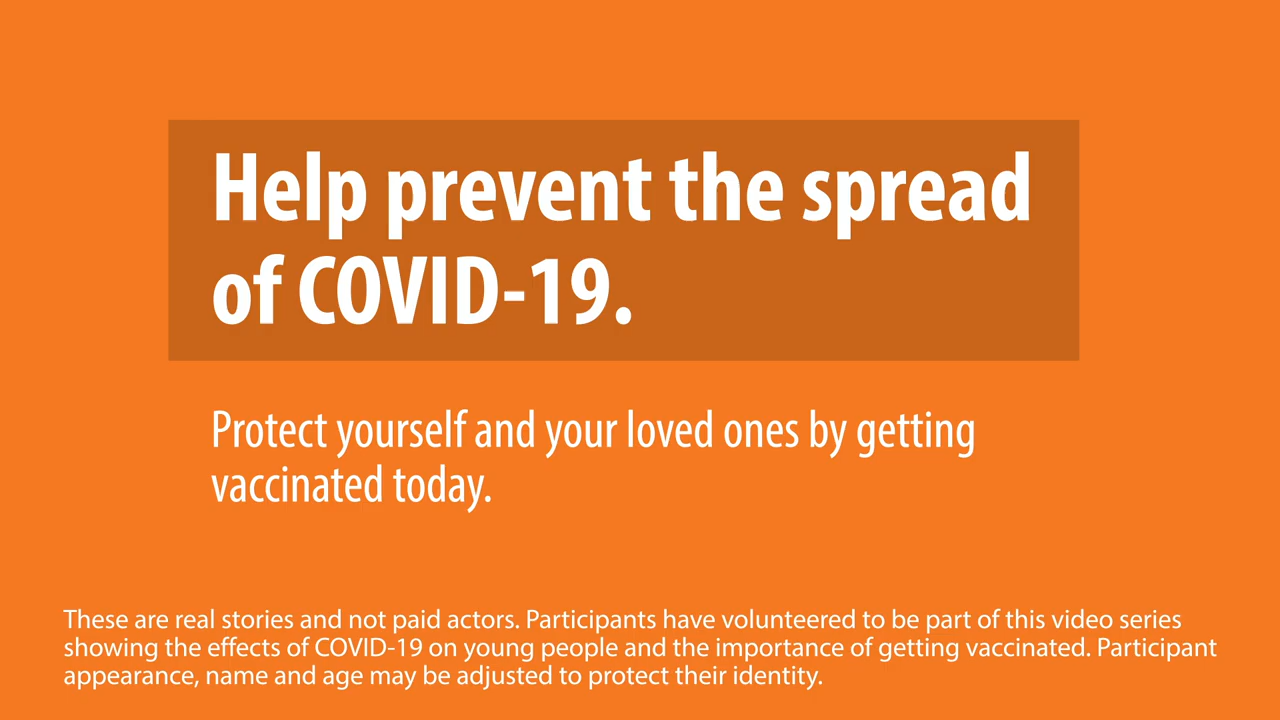 Help prevent the spread
of COVID-19.
Protect yourself and your loved ones by getting
vaccinated today.
These are real stories and not paid actors. Participants have volunteered to be part of this video series
showing the effects of COVID-19 on young people and the importance of getting vaccinated. Participant
appearance, name and age may be adjusted to protect their identity.